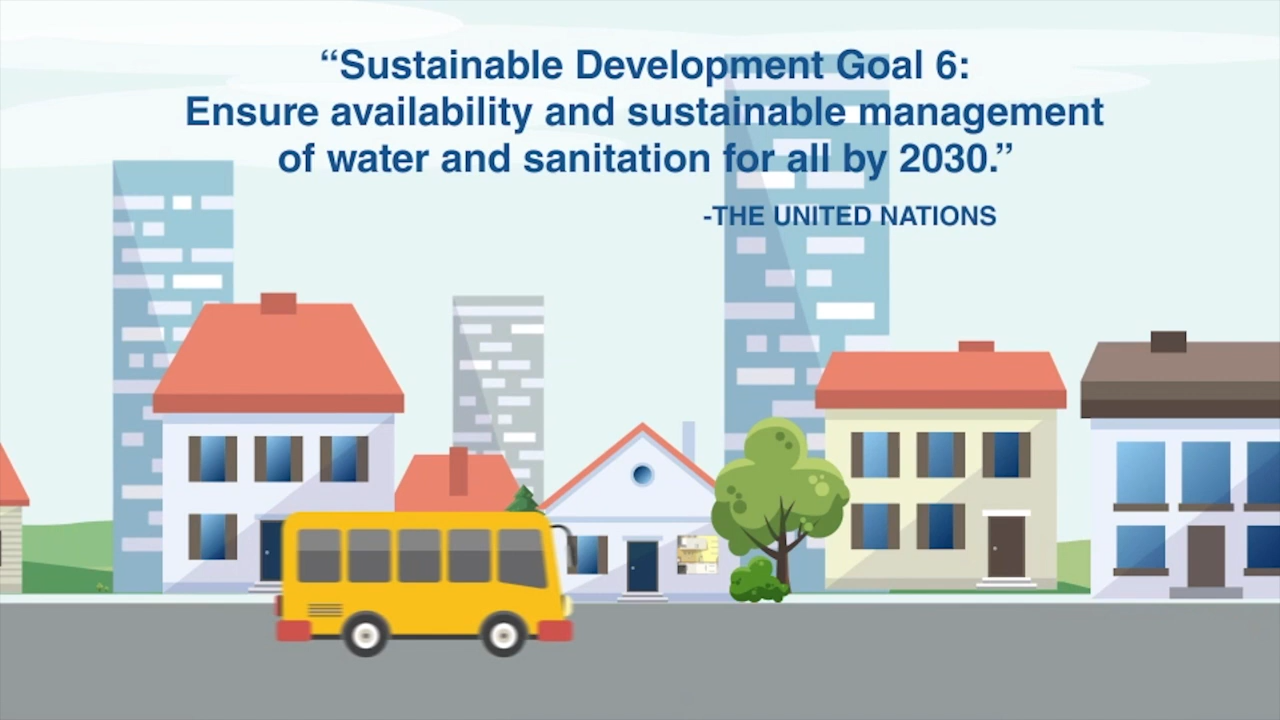 “Sustainable Development Goal 6:
Ensure availability and sustainable management
of water and sanitation for all by 2030.”
-THE UNITED NATIONS